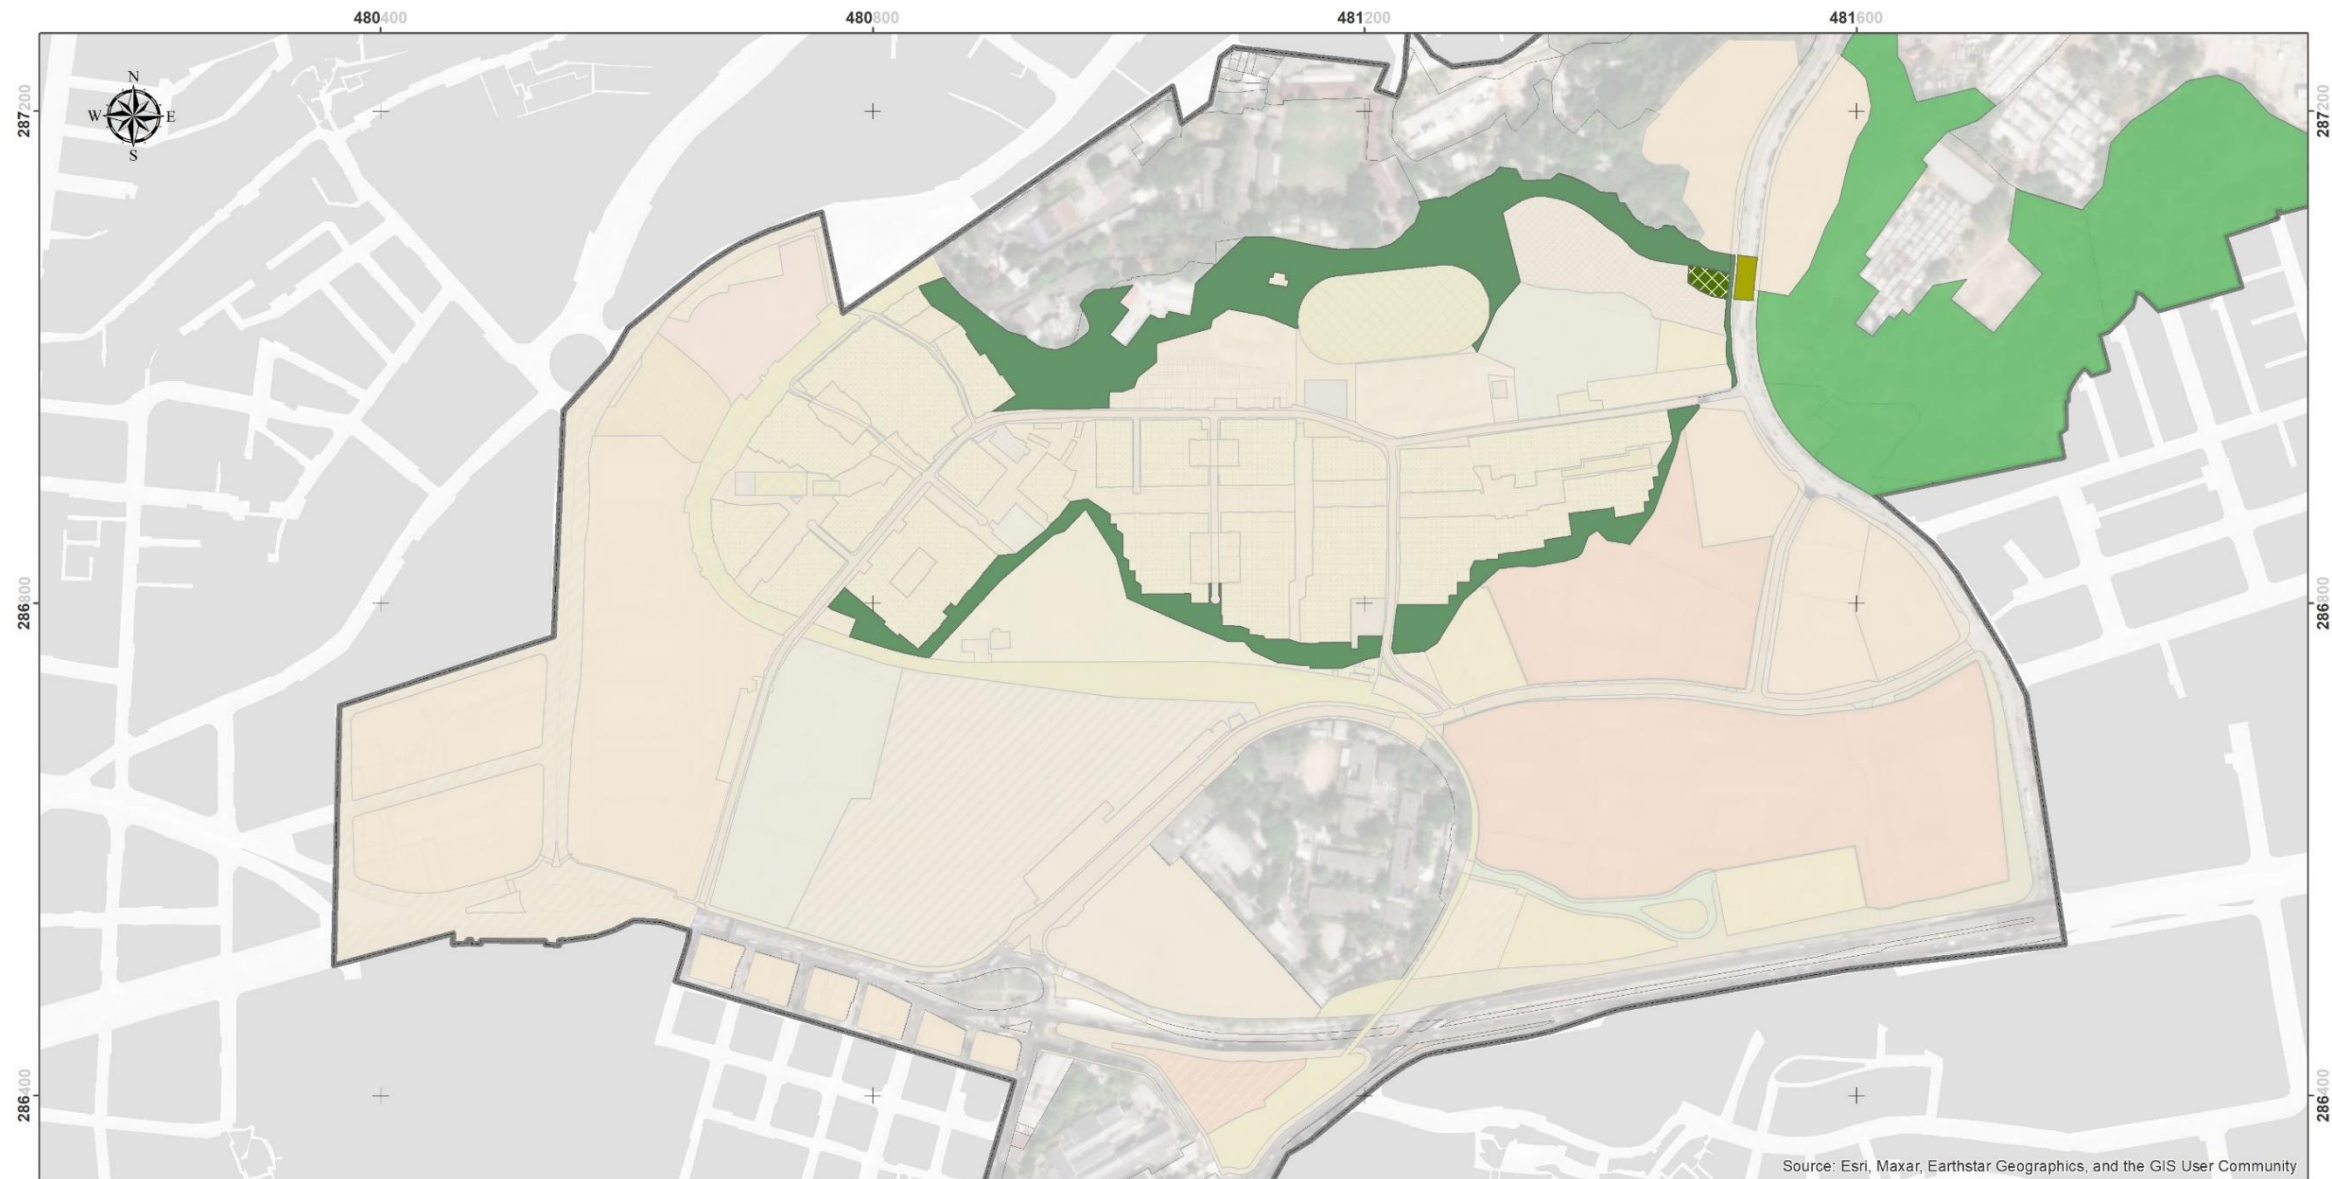 480400 480800 481200 481600
N
W E
S
287200 287200
286800 286800
286400 286400
Source: Esri, Maxar, Earthstar Geographics, and the GIS User Community